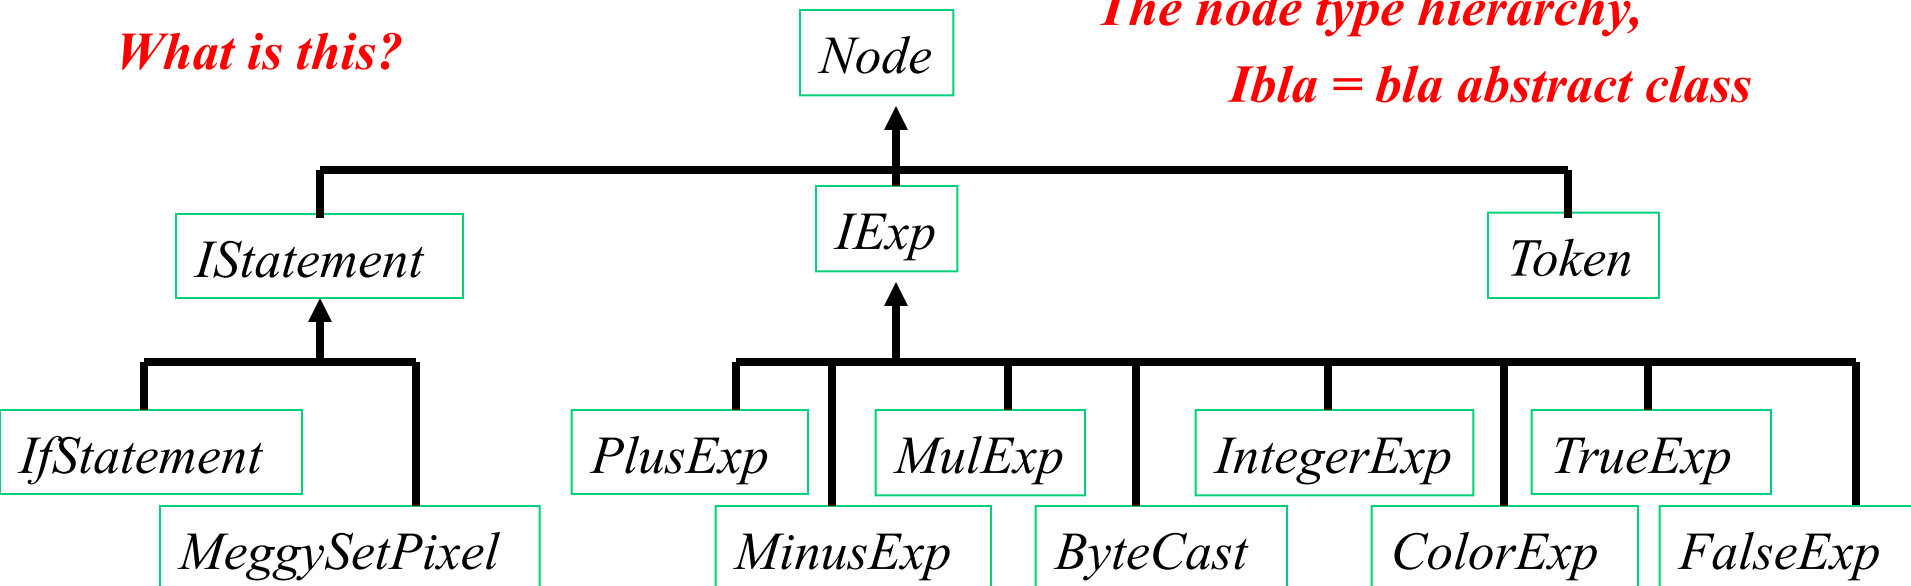 What is this?
The node type hierarchy,
Ibla = bla abstract class
Node
IStatement
IExp
Token
IfStatement
PlusExp
MulExp
IntegerExp
TrueExp
MeggySetPixel
MinusExp
ByteCast
ColorExp
FalseExp